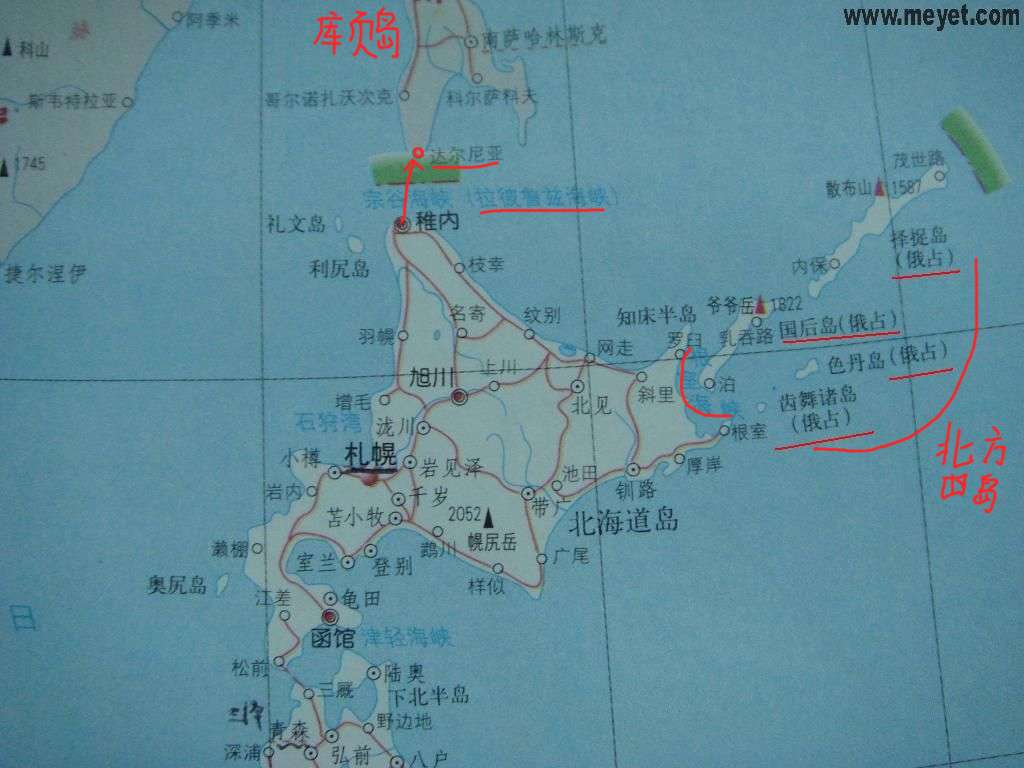 www.meyet.com
阿季米
库页岛
科山
南萨哈林斯克
斯韦特拉亚
哥尔诺扎沃次克
科尔萨科夫
1745
达尔尼亚
茂世路
散布山
1587
宗谷海峡(拉彼鲁兹海峡)
礼文岛
稚内
择捉岛
(俄占)
捷尔涅伊
利尻岛
枝幸
内保
爷爷岳
1822
名寄
纹别
知床半岛
羽幌
罗臼
乳吞路
国后岛(俄占)
网走
上川
旭川
色丹岛(俄占)
泊
斜里
增毛
北见
齿舞诸岛
(俄占)
石狩湾
泷川
根室
北方
四岛
小樽
札幌
岩见泽
池田
厚岸
岩内
千岁
带广
钏路
苫小牧
2052
北海道岛
濑棚
鹉川
幌尻岳
室兰
登别
广尾
奥尻岛
样似
江差
龟田
日
函馆
津轻海峡
松前
陆奥
三厩
下北半岛
青森
野边地
深浦
弘前
八户